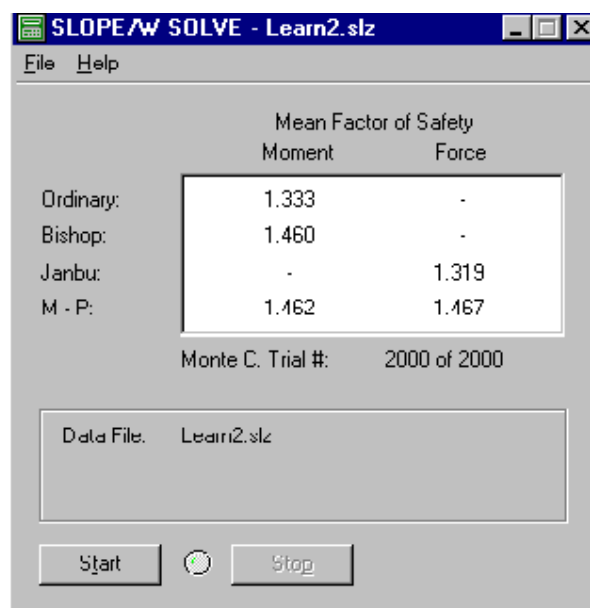 SLOPE/W SOLVE - Learn2.slz
File Help
Mean Factor of Safety
Moment Force
Ordinary: 1.333 -
Bishop: 1.460 -
Janbu: - 1.319
M - P: 1.462 1.467
Monte C. Trial #: 2000 of 2000
Data File: Learn2.slz
Start Stop